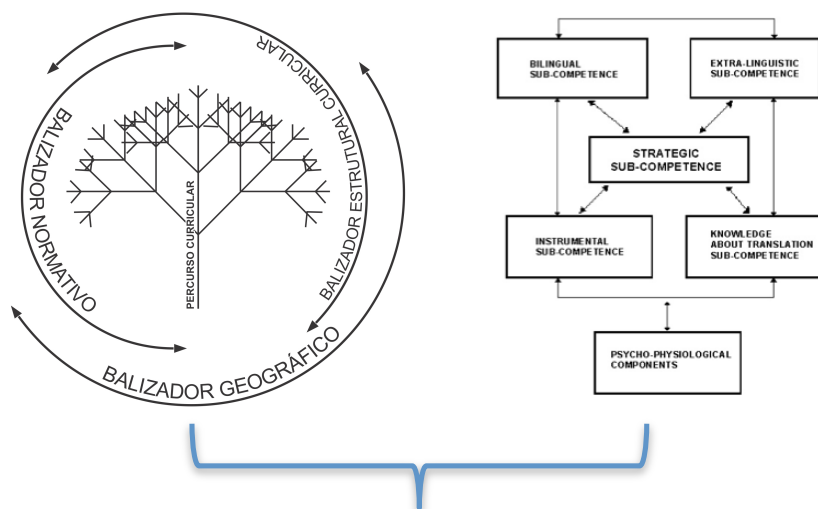 BALIZADOR NORMATIVO
BALIZADOR ESTRUTURAL CURRICULAR
PERCURSO CURRICULAR
BALIZADOR GEOGRÁFICO
BILINGUAL
SUB-COMPETENCE
EXTRA-LINGUISTIC
SUB-COMPETENCE
STRATEGIC
SUB-COMPETENCE
INSTRUMENTAL
SUB-COMPETENCE
KNOWLEDGE
ABOUT TRANSLATION
SUB-COMPETENCE
PSYCHO-PHYSIOLOGICAL
COMPONENTS